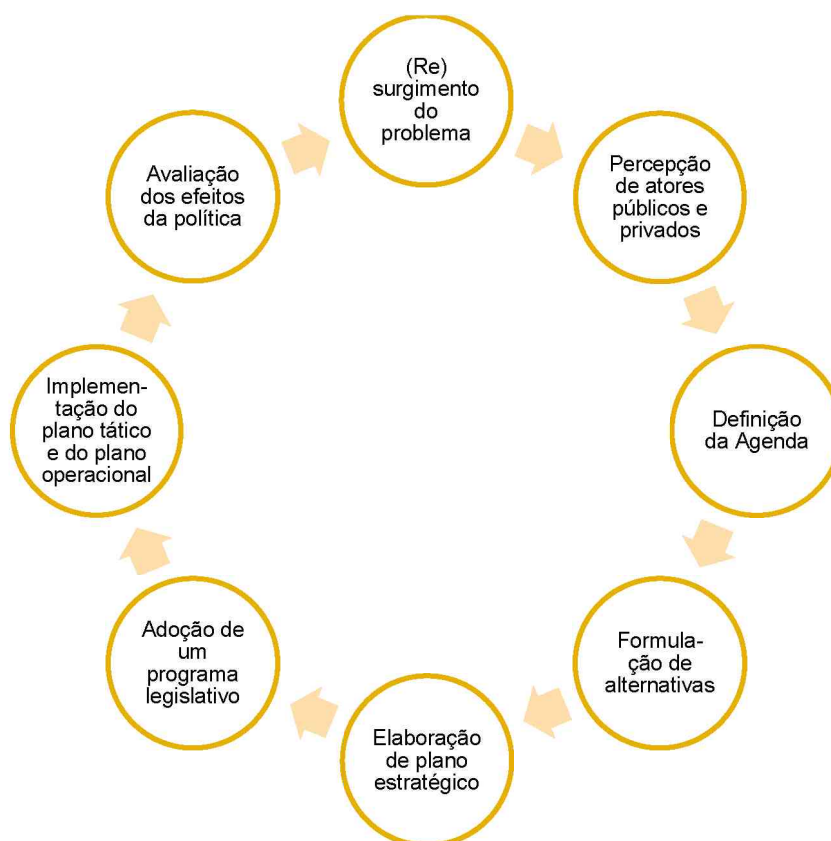 (Re)
surgimento
do
problema
Percepção
de atores
públicos e
privados
Definição
da Agenda
Formula-
ção de
alternativas
Elaboração
de plano
estratégico
Adoção de
um
programa
legislativo
Implemen-
tação do
plano tático
e do plano
operacional
Avaliação
dos efeitos
da política